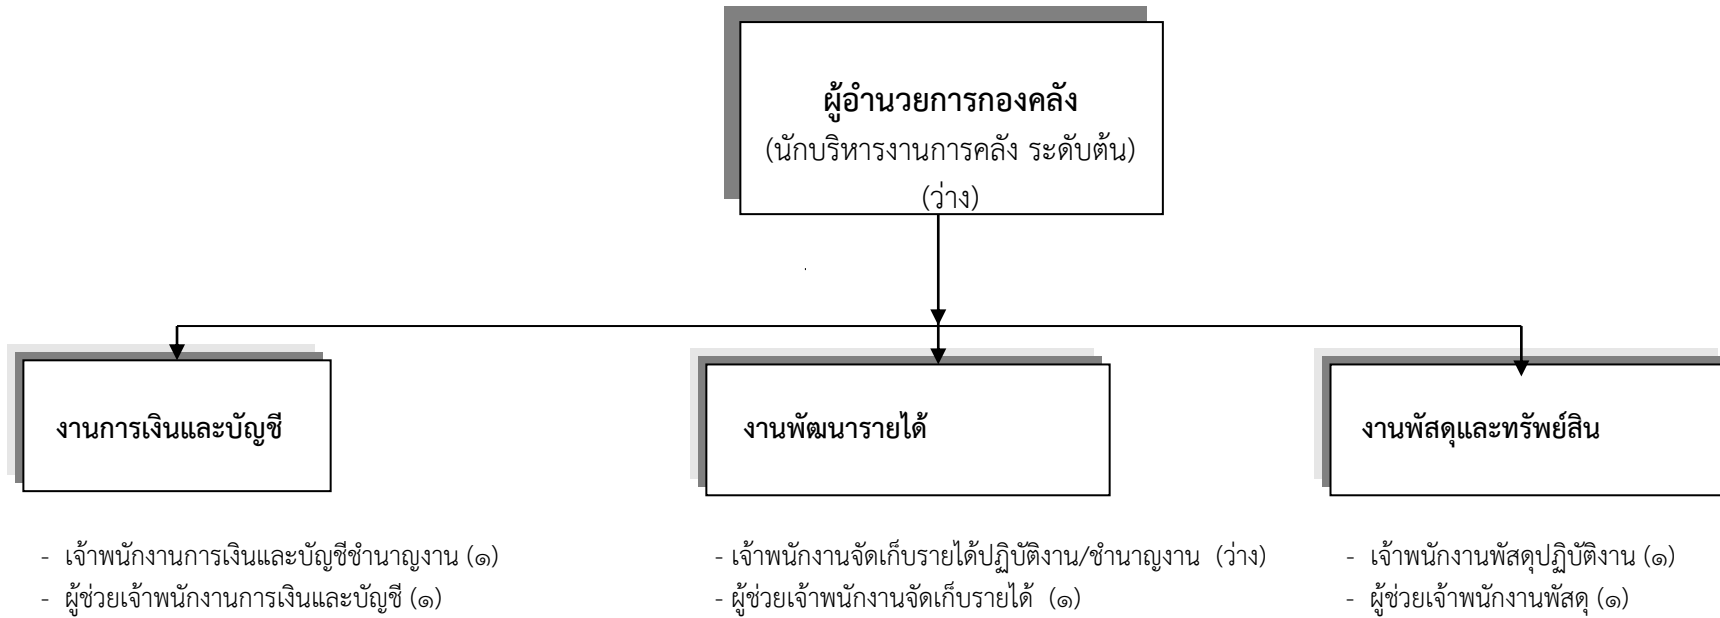 ผู้อำนวยการกองคลัง
(นักบริหารงานการคลัง ระดับต้น)
(ว่าง)
งานการเงินและบัญชี
- เจ้าพนักงานการเงินและบัญชีชำนาญงาน (๑)
- ผู้ช่วยเจ้าพนักงานการเงินและบัญชี (๑)
งานพัฒนารายได้
- เจ้าพนักงานจัดเก็บรายได้ปฏิบัติงาน/ชำนาญงาน (ว่าง)
- ผู้ช่วยเจ้าพนักงานจัดเก็บรายได้ (๑)
งานพัสดุและทรัพย์สิน
- เจ้าพนักงานพัสดุปฏิบัติงาน (๑)
- ผู้ช่วยเจ้าพนักงานพัสดุ (๑)